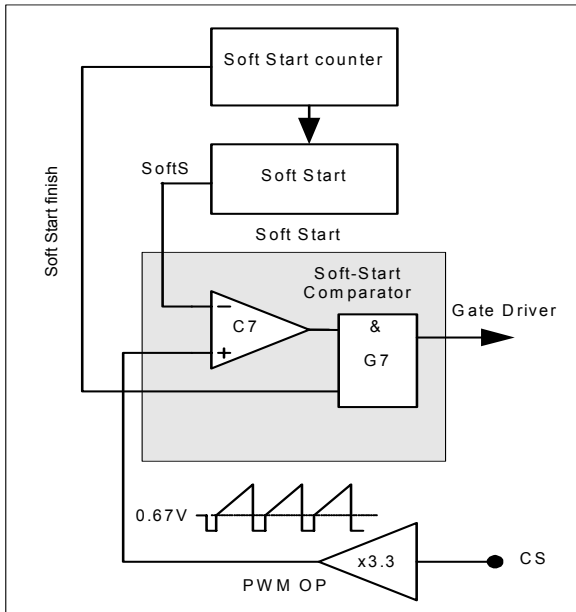 Soft Start counter
SoftS
Soft Start
Soft Start finish
Soft Start
Soft-Start
Comparator
Gate Driver
−
C7
+
&
G7
0.67V
x3.3
CS
PWM OP